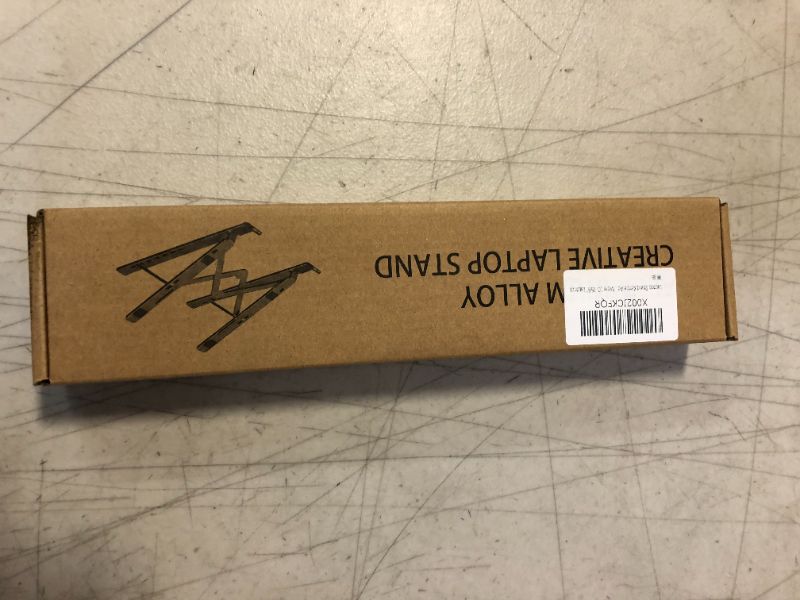 M ALLOY
CREATIVE LAPTOP STAND
X002JCKFQR